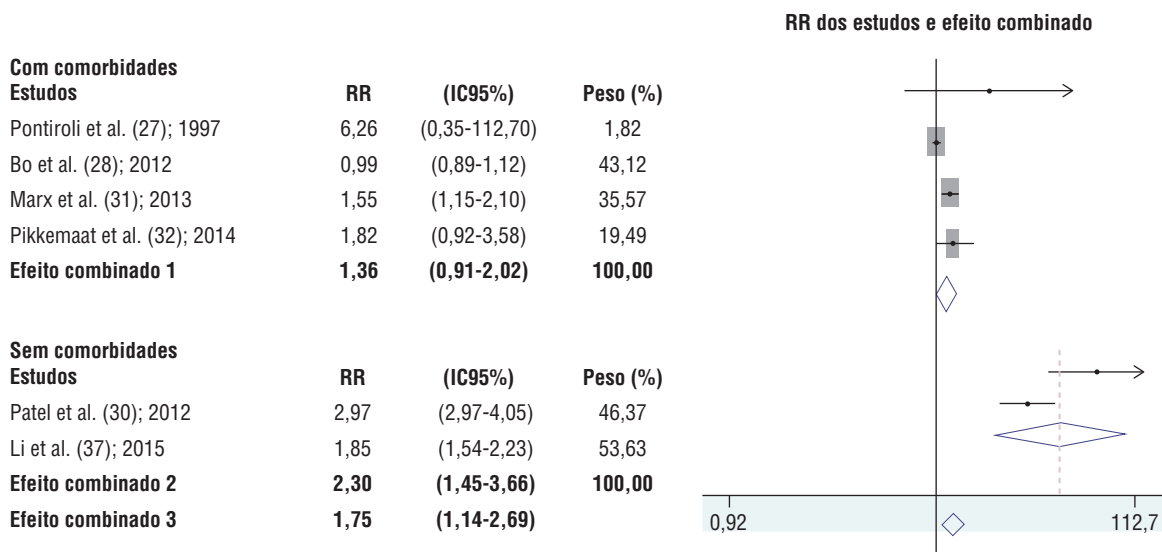 RR dos estudos e efeito combinado
Com comorbidades
Estudos RR (IC95%) Peso (%)
Pontiroli et al. (27); 1997 6,26 (0,35-112,70) 1,82
Bo et al. (28); 2012 0,99 (0,89-1,12) 43,12
Marx et al. (31); 2013 1,55 (1,15-2,10) 35,57
Pikkemaat et al. (32); 2014 1,82 (0,92-3,58) 19,49
Efeito combinado 1 1,36 (0,91-2,02) 100,00
Sem comorbidades
Estudos RR (IC95%) Peso (%)
Patel et al. (30); 2012 2,97 (2,97-4,05) 46,37
Li et al. (37); 2015 1,85 (1,54-2,23) 53,63
Efeito combinado 2 2,30 (1,45-3,66) 100,00
Efeito combinado 3 1,75 (1,14-2,69)
0,92 112,7